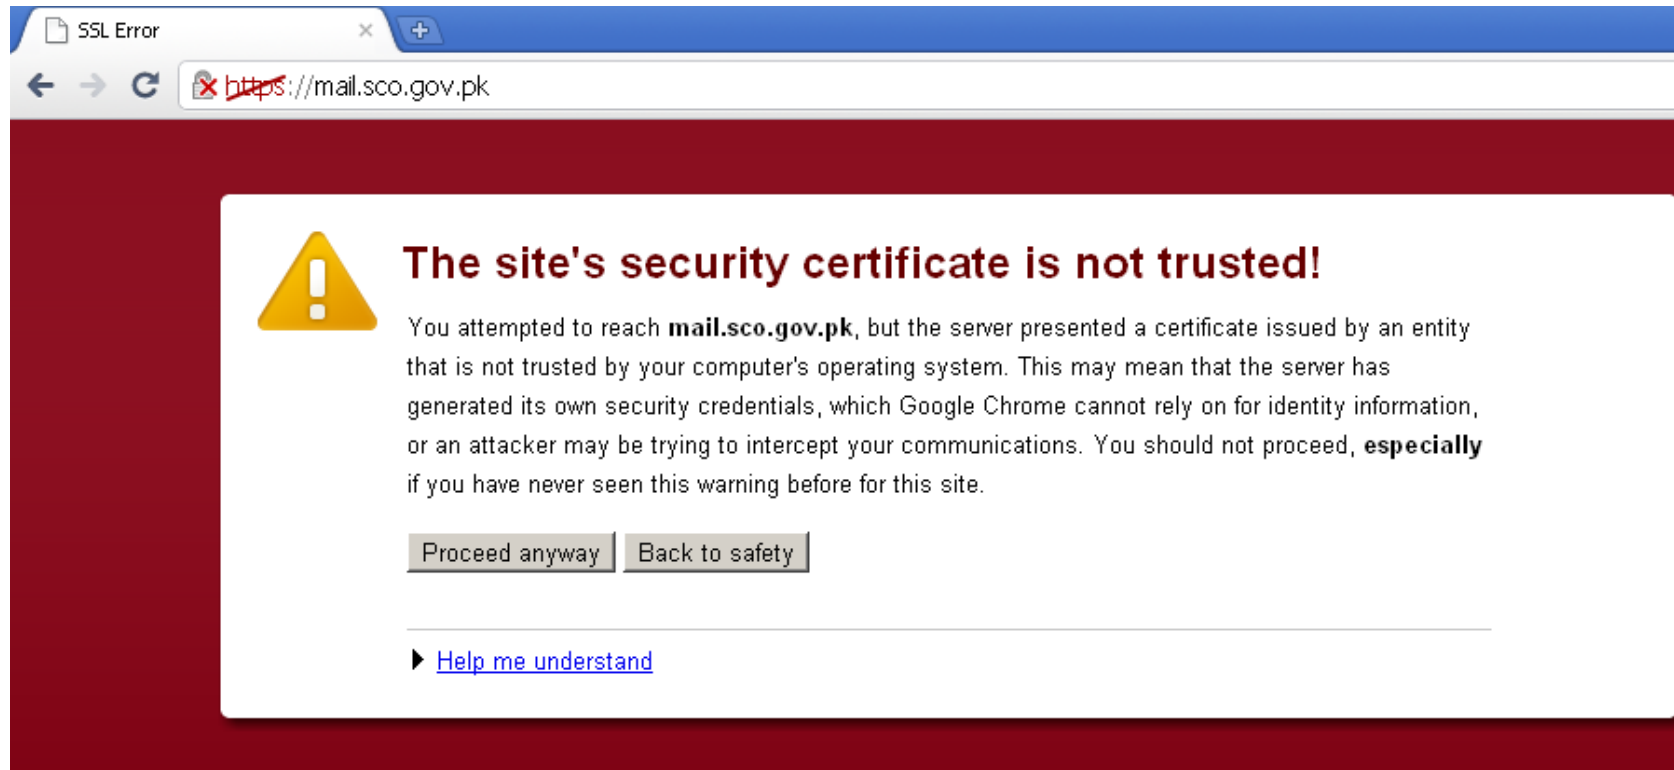 SSL Error
https://mail.sco.gov.pk
The site's security certificate is not trusted!
You attempted to reach mail.sco.gov.pk, but the server presented a certificate issued by an entity
that is not trusted by your computer's operating system. This may mean that the server has
generated its own security credentials, which Google Chrome cannot rely on for identity information,
or an attacker may be trying to intercept your communications. You should not proceed, especially
if you have never seen this warning before for this site.
Proceed anyway Back to safety
Help me understand